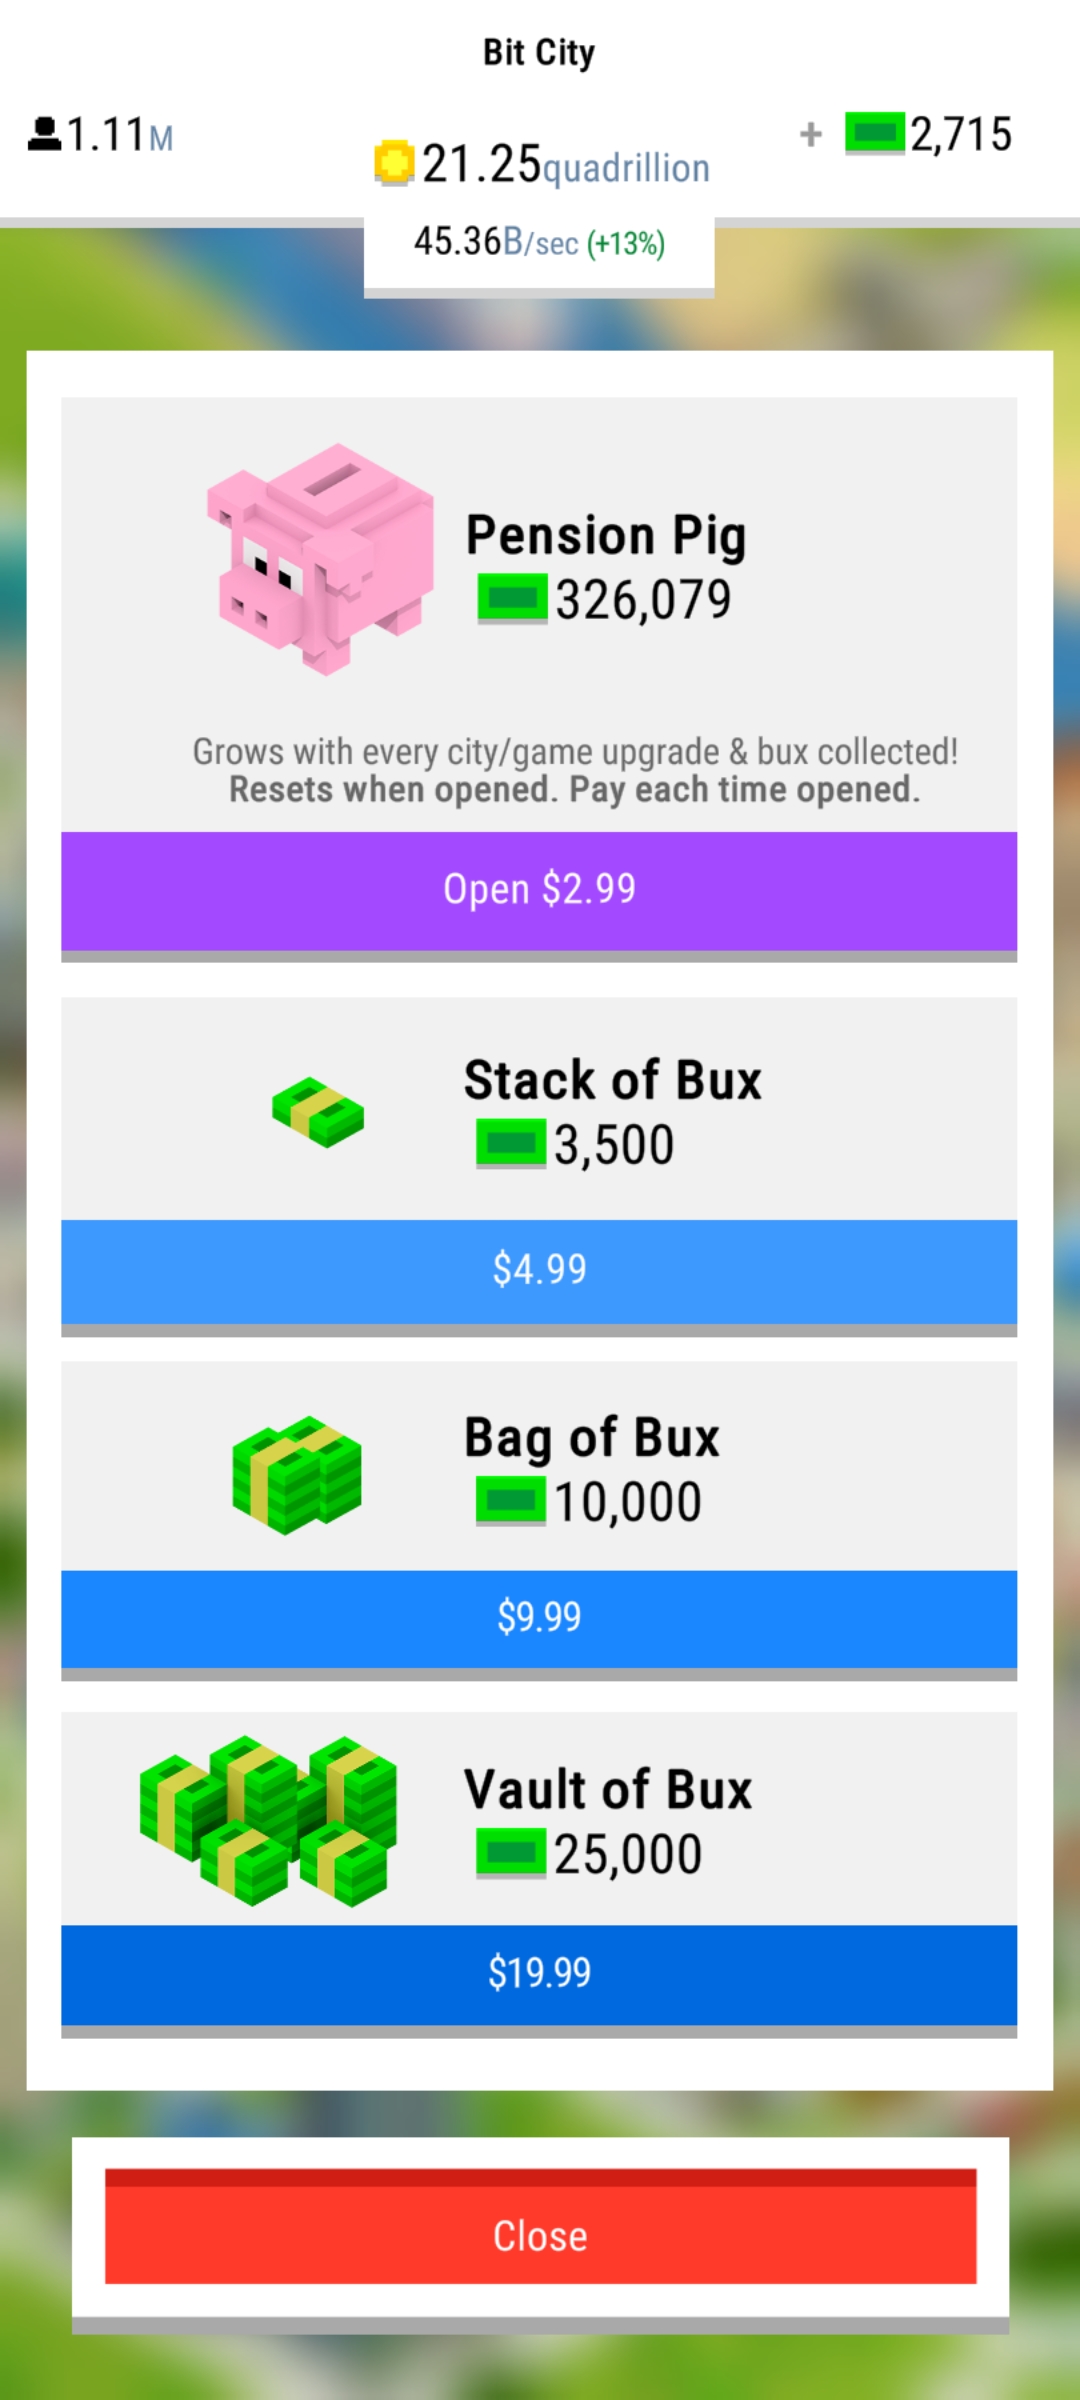 Bit City
1.11M
21.25quadrillion
+ 2,715
45.36B/sec (+13%)
Pension Pig
326,079
Grows with every city/game upgrade & bux collected!
Resets when opened. Pay each time opened.
Open $2.99
Stack of Bux
3,500
$4.99
Bag of Bux
10,000
$9.99
Vault of Bux
25,000
$19.99
Close